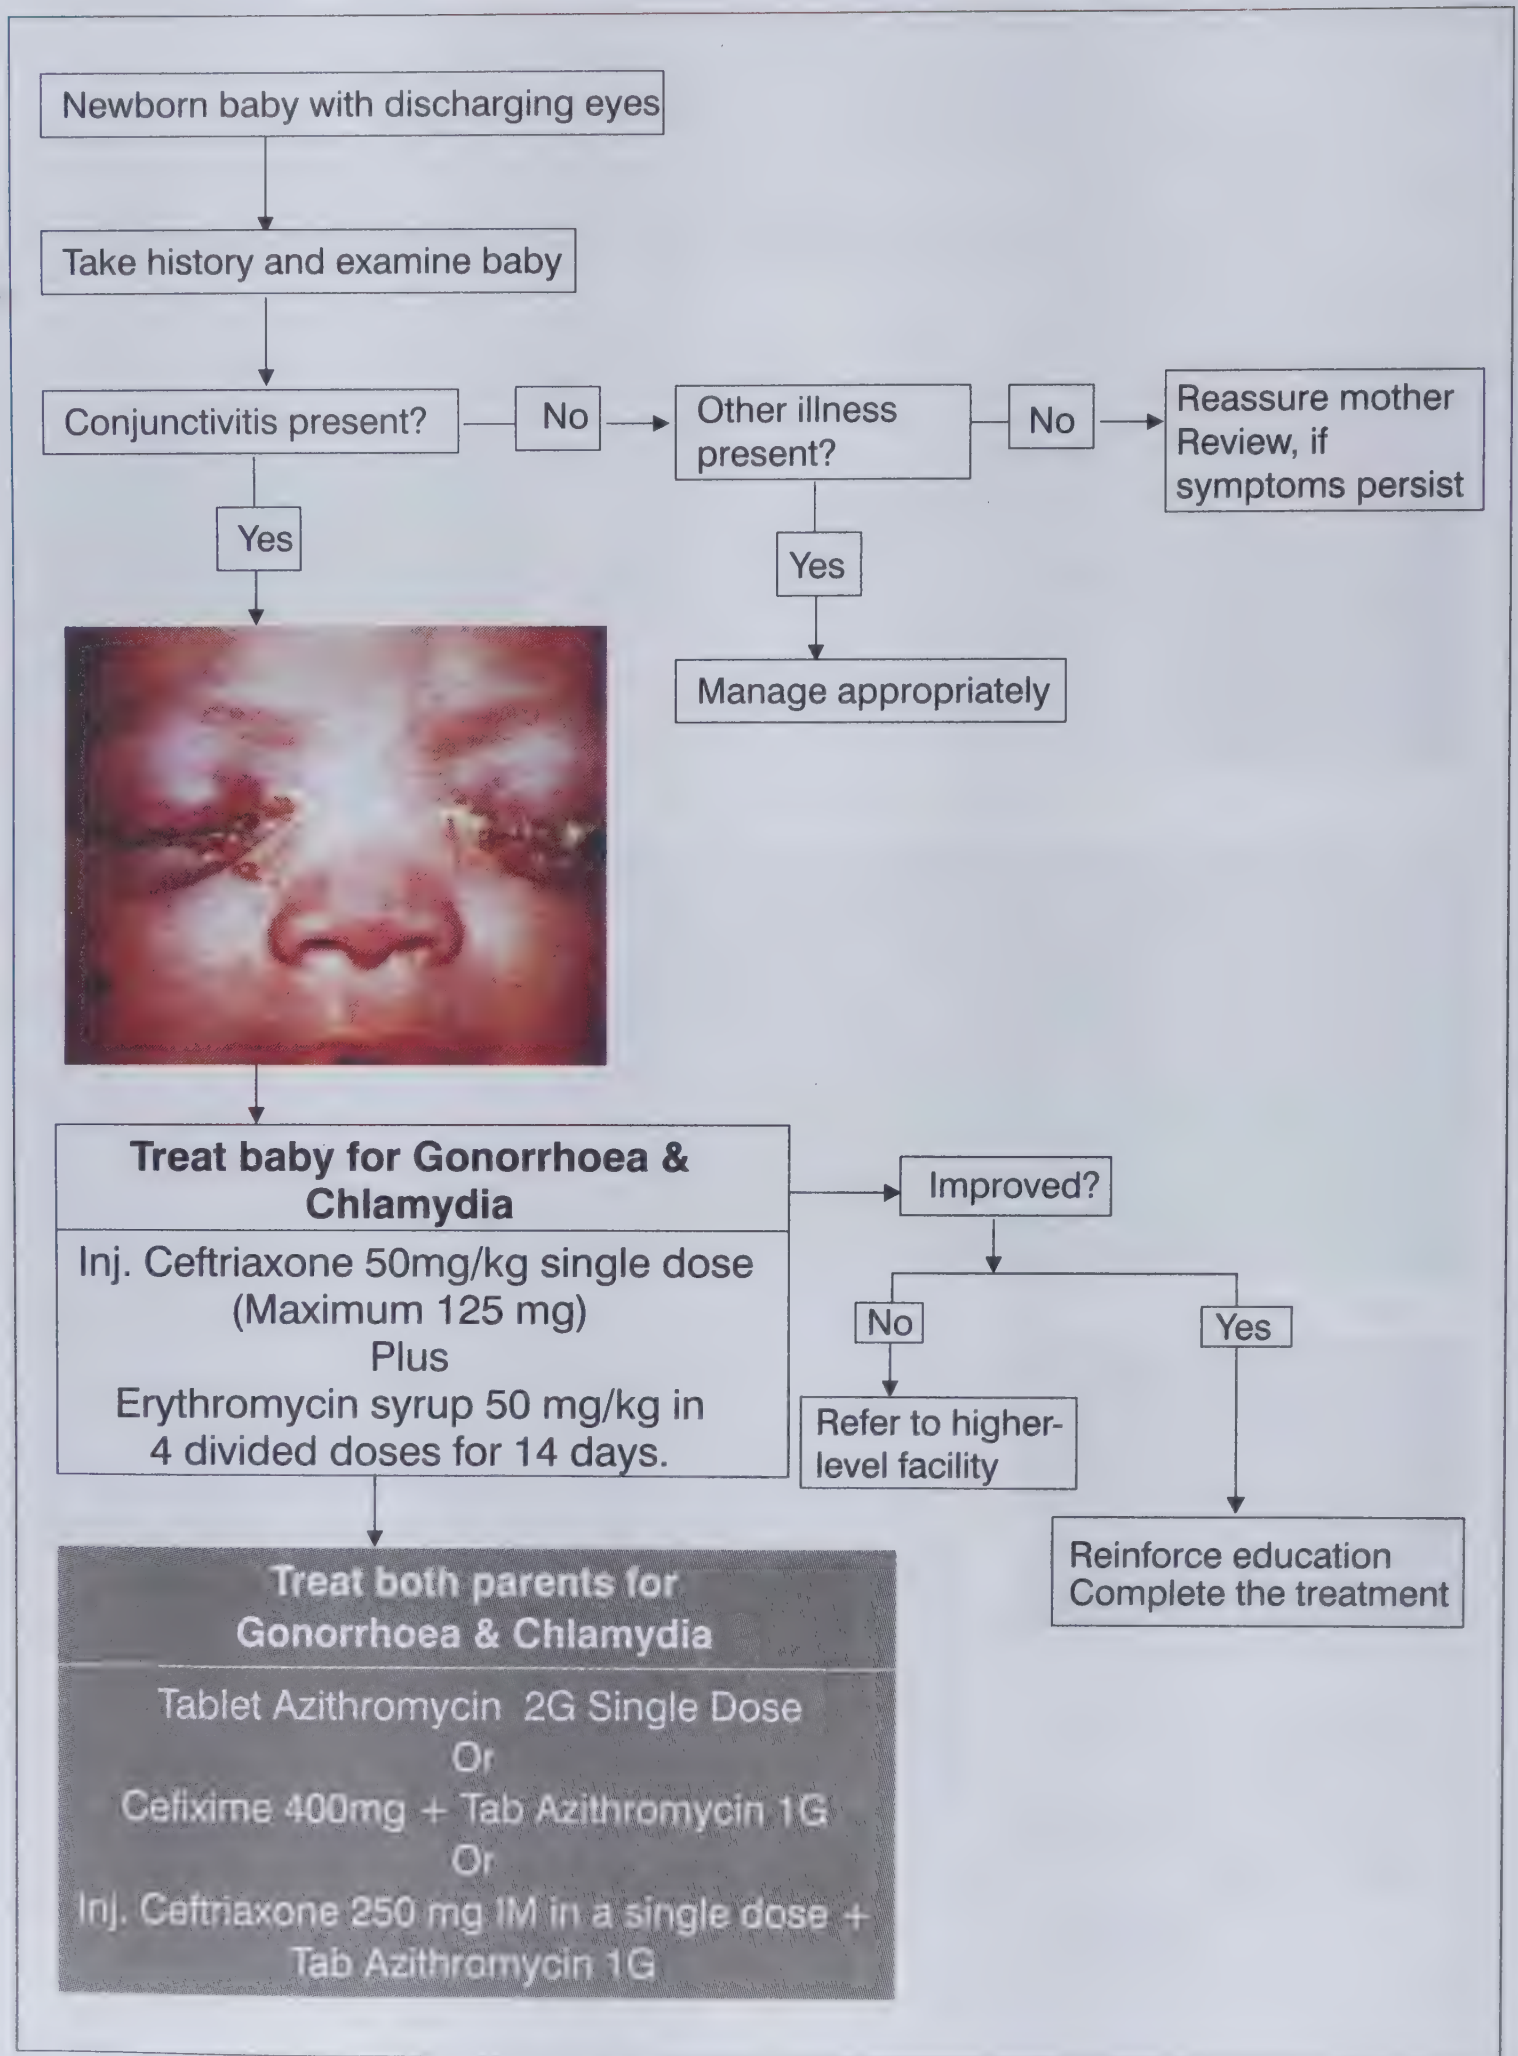 Newborn baby with discharging eyes
Take history and examine baby
Conjunctivitis present?
No
Other illness
present?
No
Reassure mother
Review, if
symptoms persist
Yes
Yes
Manage appropriately
Treat baby for Gonorrhoea &
Chlamydia
Inj. Ceftriaxone 50mg/kg single dose
(Maximum 125 mg)
Plus
Erythromycin syrup 50 mg/kg in
4 divided doses for 14 days.
Improved?
No
Yes
Refer to higher-
level facility
Reinforce education
Complete the treatment
Treat both parents for
Gonorrhoea & Chlamydia
Tablet Azithromycin 2G Single Dose
Or
Cefixime 400mg + Tab Azithromycin 1G
Or
Inj. Ceftriaxone 250 mg IM in a single dose +
Tab Azithromycin 1G